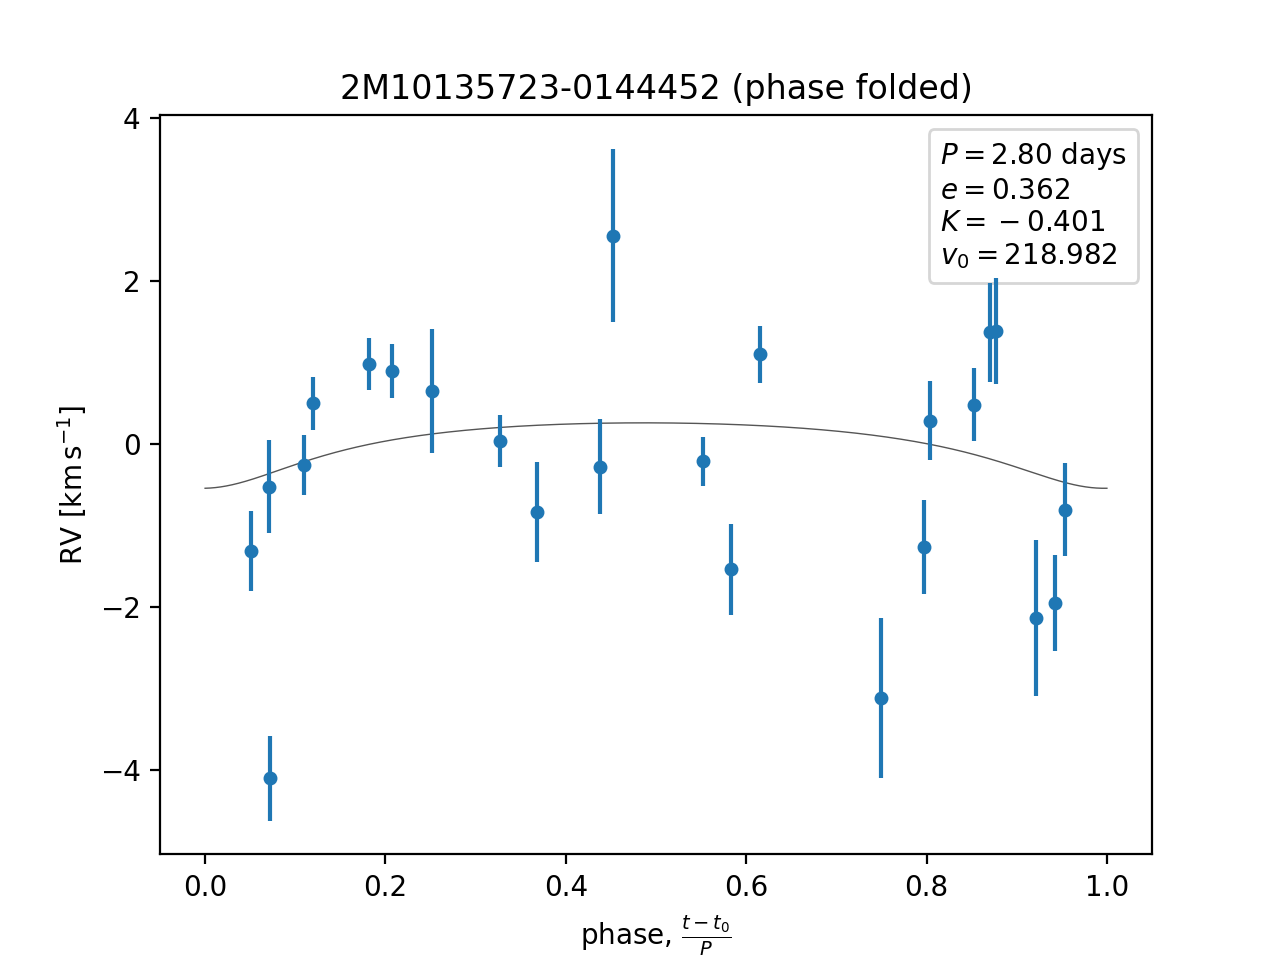 2M10135723-0144452 (phase folded)
P = 2.80 days
e = 0.362
K = −0.401
v₀ = 218.982
RV [km s⁻¹]
4
2
0
−2
−4
0.0 0.2 0.4 0.6 0.8 1.0
phase, (t − t₀)/P